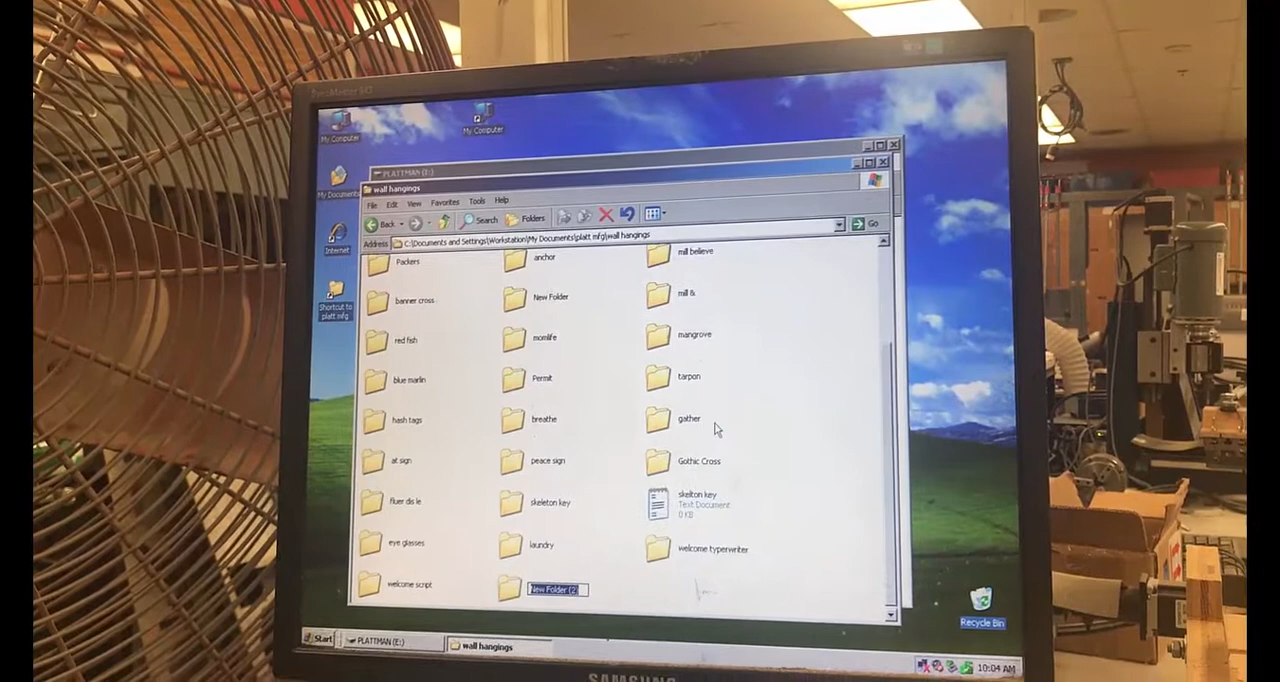 SyncMaster 943
My Computer
My Computer
My Documents
Internet
Shortcut to
platt mfg
PLATTMAN (E:)
wall hangings
File Edit View Favorites Tools Help
Back Search Folders
Address C:\Documents and Settings\Workstation\My Documents\platt mfg\wall hangings Go
Packers anchor mill believe
banner cross New Folder mill &
red fish momlife mangrove
blue marlin Permit tarpon
hash tags breathe gather
at sign peace sign Gothic Cross
fluer dis le skeleton key skelton key
Text Document
0 KB
eye glasses laundry welcome typewriter
welcome script New Folder (2)
Recycle Bin
Start PLATTMAN (E:) wall hangings 10:04 AM
SAMSUNG